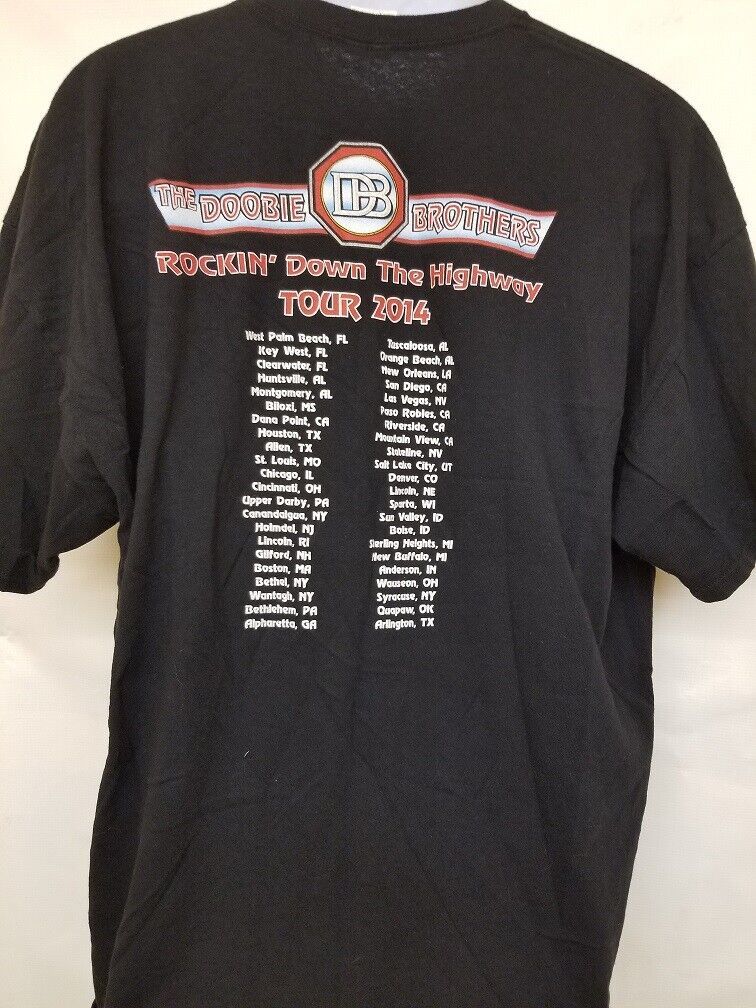 THE DOOBIE DB BROTHERS
ROCKIN' Down The Highway
TOUR 2014
West Palm Beach, FL
Key West, FL
Clearwater, FL
Huntsville, AL
Montgomery, AL
Biloxi, MS
Dana Point, CA
Houston, TX
Allen, TX
St. Louis, MO
Chicago, IL
Cincinnati, OH
Upper Darby, PA
Canandaigua, NY
Holmdel, NJ
Lincoln, RI
Gilford, NH
Boston, MA
Bethel, NY
Wantagh, NY
Bethlehem, PA
Alpharetta, GA
Tuscaloosa, AL
Orange Beach, AL
New Orleans, LA
San Diego, CA
Las Vegas, NV
Paso Robles, CA
Riverside, CA
Mountain View, CA
Stateline, NV
Salt Lake City, UT
Denver, CO
Lincoln, NE
Sparta, WI
Sun Valley, ID
Boise, ID
Sterling Heights, MI
New Buffalo, MI
Anderson, IN
Wauseon, OH
Syracuse, NY
Quapaw, OK
Arlington, TX